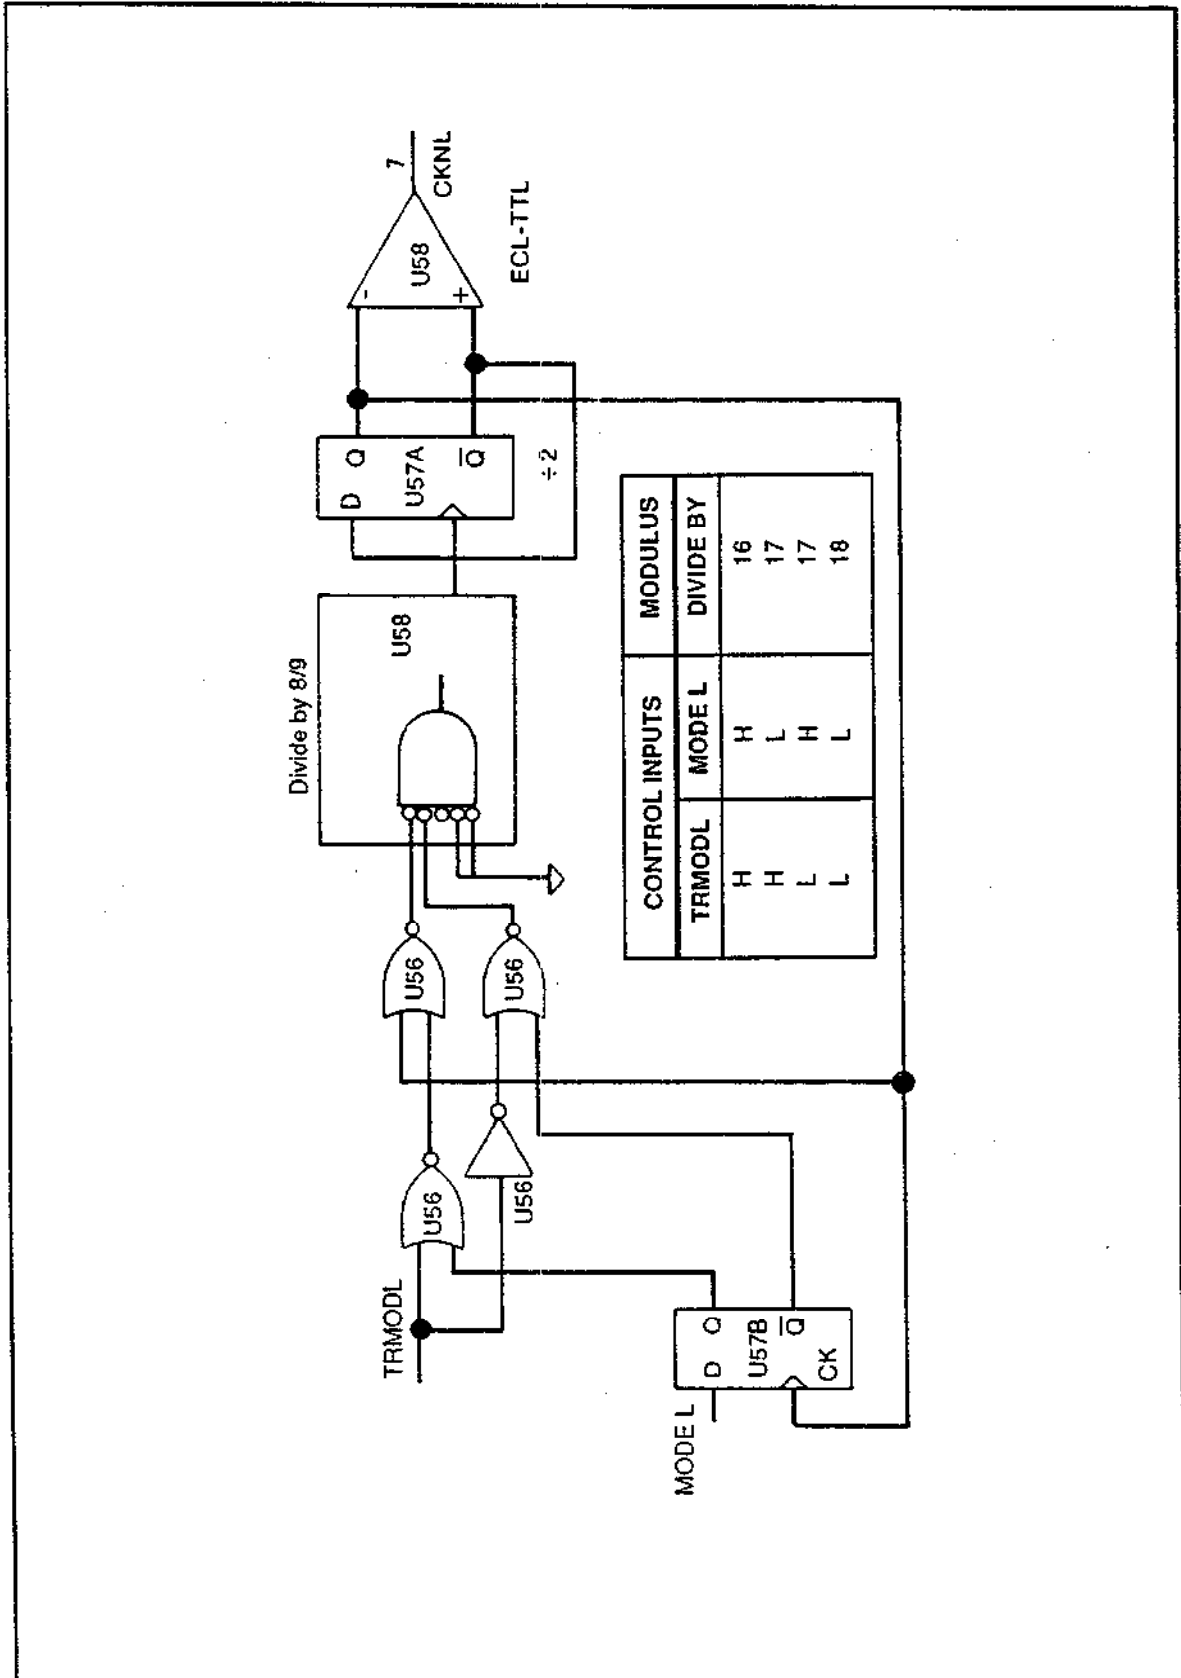 Divide by 8/9
U58
D
Q
U57A
Q̅
÷2
-
+
U58
7
CKNL
ECL-TTL
TRMODL
U56
U56
U56
U56
MODE L
D
Q
U57B
Q̅
CK
CONTROL INPUTS MODULUS
TRMODL MODE L DIVIDE BY
H H 16
H L 17
L H 17
L L 18